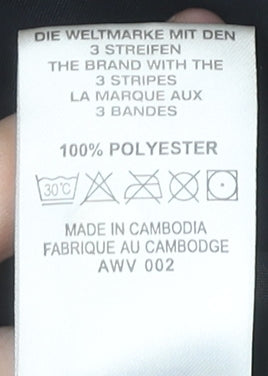 DIE WELTMARKE MIT DEN
3 STREIFEN
THE BRAND WITH THE
3 STRIPES
LA MARQUE AUX
3 BANDES
100% POLYESTER
30°C
MADE IN CAMBODIA
FABRIQUE AU CAMBODGE
AWV 002